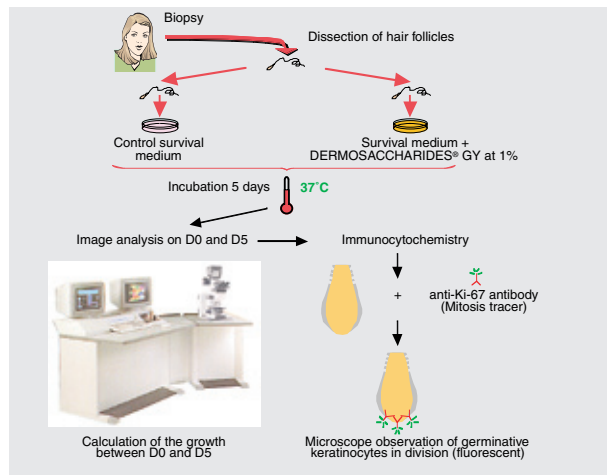 Biopsy
Dissection of hair follicles
Control survival
medium
Survival medium +
DERMOSACCHARIDES® GY at 1%
Incubation 5 days
37°C
Image analysis on D0 and D5
Immunocytochemistry
+
anti-Ki-67 antibody
(Mitosis tracer)
Calculation of the growth
between D0 and D5
Microscope observation of germinative
keratinocytes in division (fluorescent)